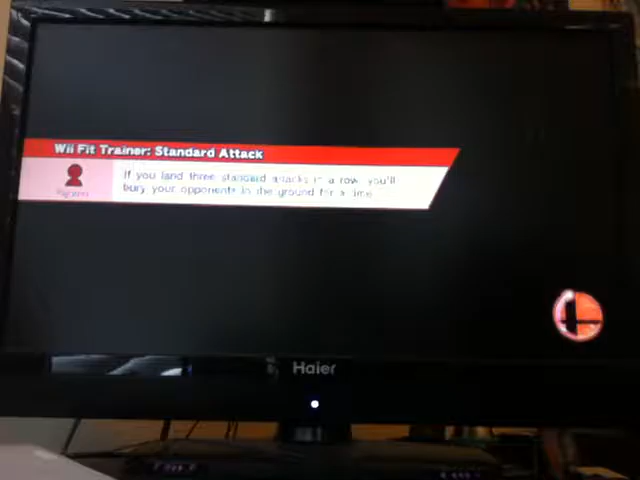 Wii Fit Trainer: Standard Attack
If you land three standard attacks in a row, you'll
bury your opponents in the ground for a time.
Haier